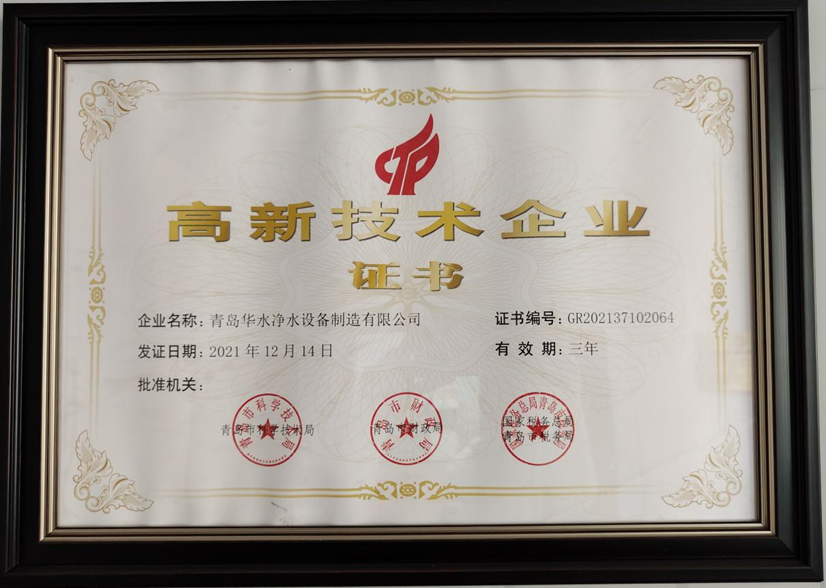 CTP
高新技术企业
证书
企业名称：青岛华水净水设备制造有限公司
证书编号：GR202137102064
发证日期：2021年12月14日
有效期：三年
批准机关：
青岛市科学技术局
青岛市财政局
国家税务总局
青岛市税务局